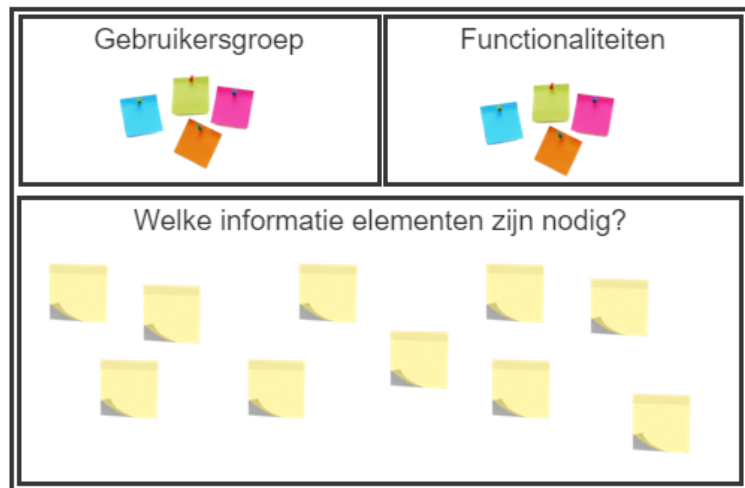 Gebruikersgroep
Functionaliteiten
Welke informatie elementen zijn nodig?